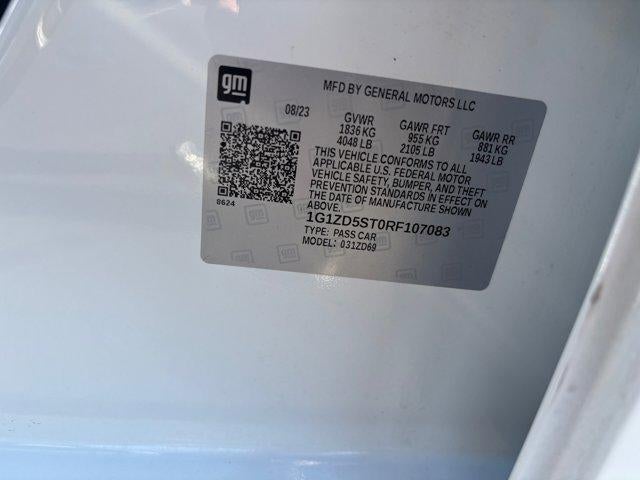 gm
MFD BY GENERAL MOTORS LLC
08/23
GVWR
1836 KG
4048 LB
GAWR FRT
955 KG
2105 LB
GAWR RR
881 KG
1943 LB
THIS VEHICLE CONFORMS TO ALL
APPLICABLE U.S. FEDERAL MOTOR
VEHICLE SAFETY, BUMPER, AND THEFT
PREVENTION STANDARDS IN EFFECT ON
THE DATE OF MANUFACTURE SHOWN
ABOVE.
8624
1G1ZD5ST0RF107083
TYPE: PASS CAR
MODEL: 031ZD69